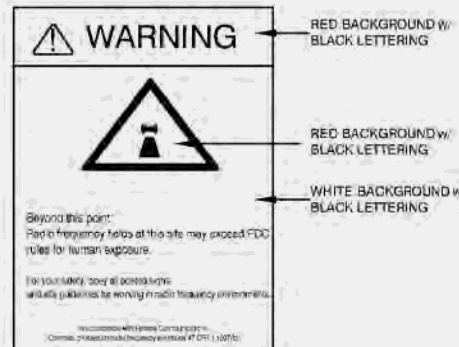 WARNING
RED BACKGROUND w/
BLACK LETTERING
RED BACKGROUND w/
BLACK LETTERING
WHITE BACKGROUND w
BLACK LETTERING
Beyond this point:
Radio frequency fields at this site may exceed FCC
rules for human exposure.
For your safety, obey all posted signs
and site guidelines for working in radio frequency environments.